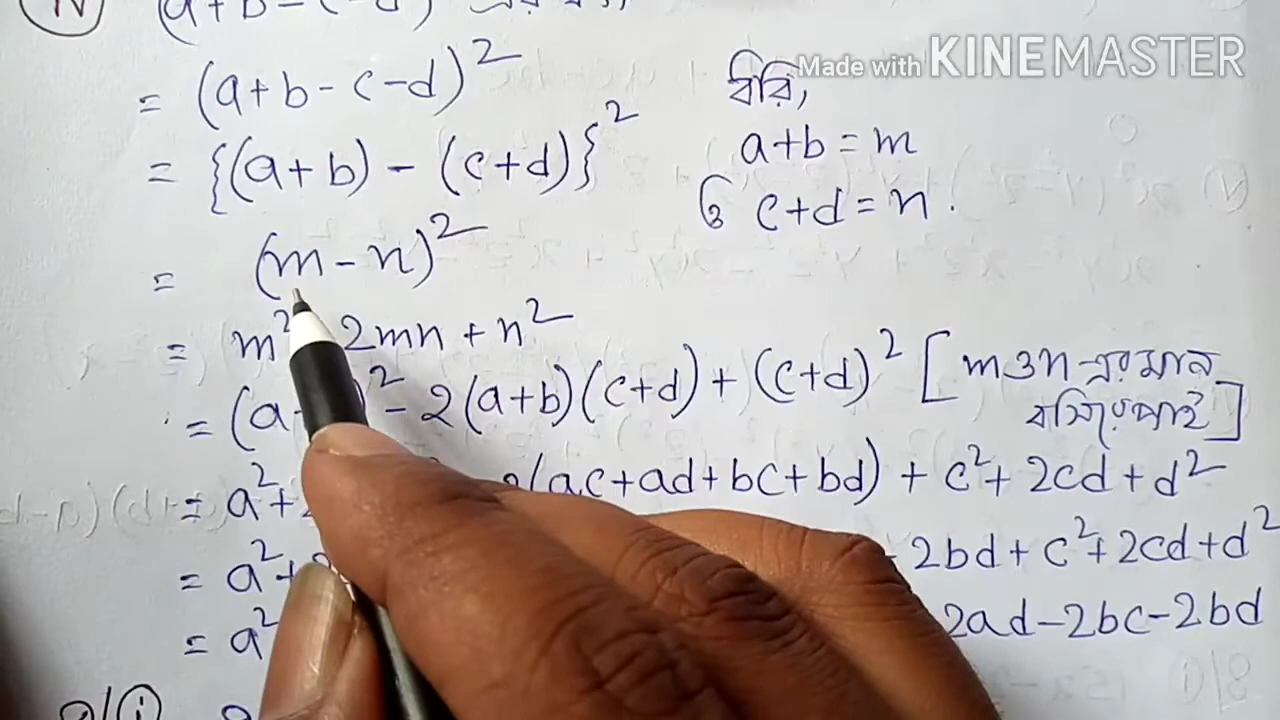 = (a+b-c-d)²
= {(a+b) - (c+d)}²
ধরি,
a+b = m
ও c+d = n.
= (m-n)²
= m² 2mn + n²
= (a+ )² - 2(a+b)(c+d) + (c+d)² [m ও n-এর মান
বসিয়ে পাই]
= a²+ 2(ac+ad+bc+bd) + c²+2cd+d²
= a²+ 2bd+c²+2cd+d²
= a² 2ad-2bc-2bd
Made with KINEMASTER